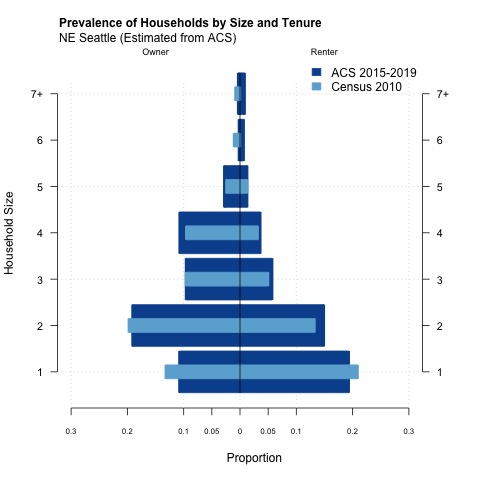 Prevalence of Households by Size and Tenure
NE Seattle (Estimated from ACS)
Owner Renter
ACS 2015-2019
Census 2010
7+ 7+
6 6
5 5
4 4
3 3
2 2
1 1
Household Size
0.3 0.2 0.1 0.05 0 0.05 0.1 0.2 0.3
Proportion